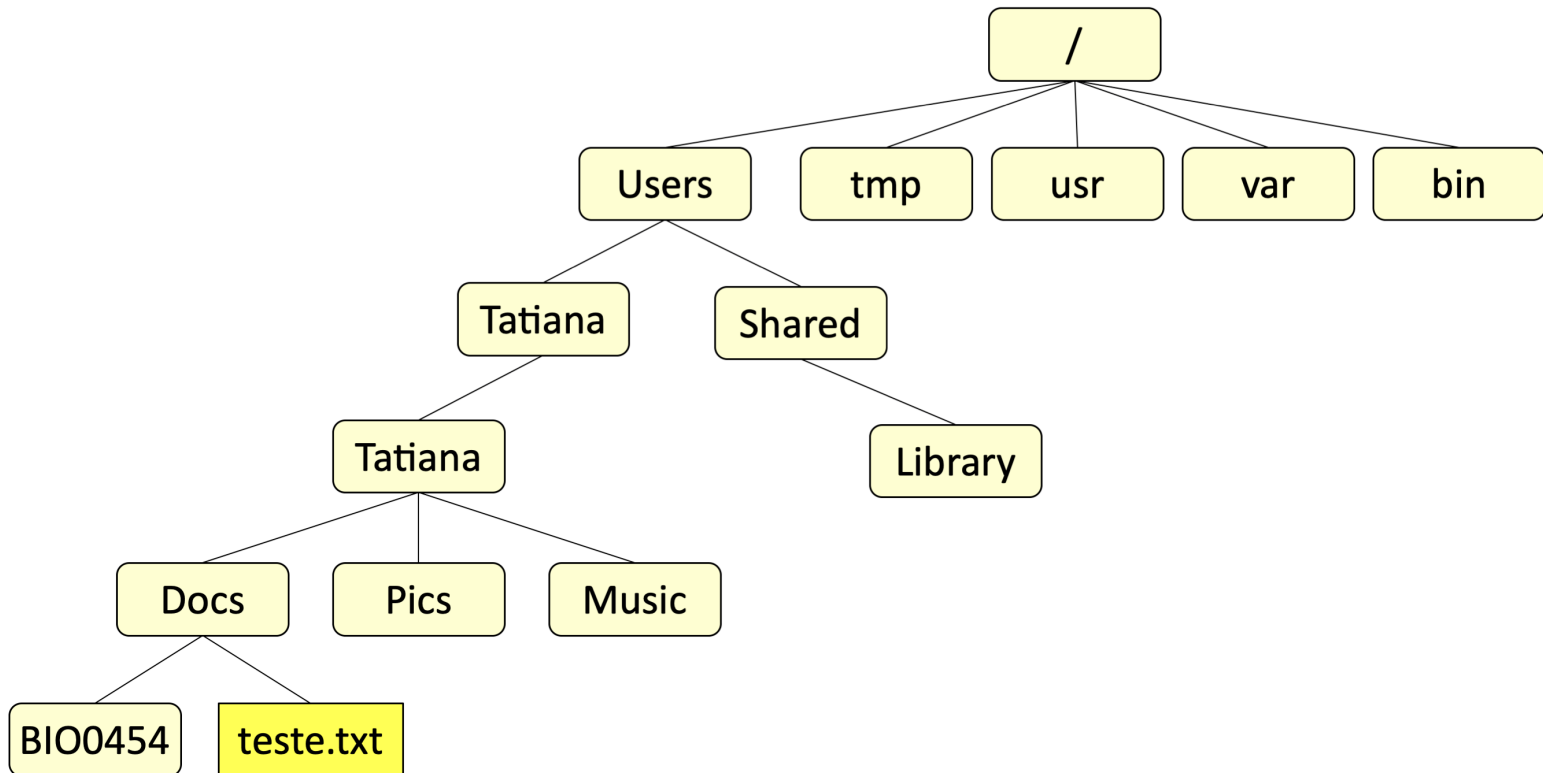 /
Users
tmp
usr
var
bin
Tatiana
Shared
Tatiana
Library
Docs
Pics
Music
BIO0454
teste.txt